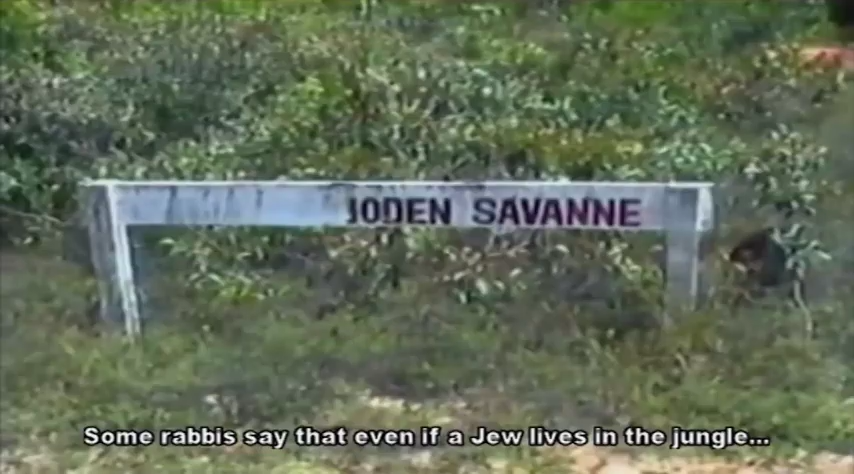 JODEN SAVANNE
Some rabbis say that even if a Jew lives in the jungle...